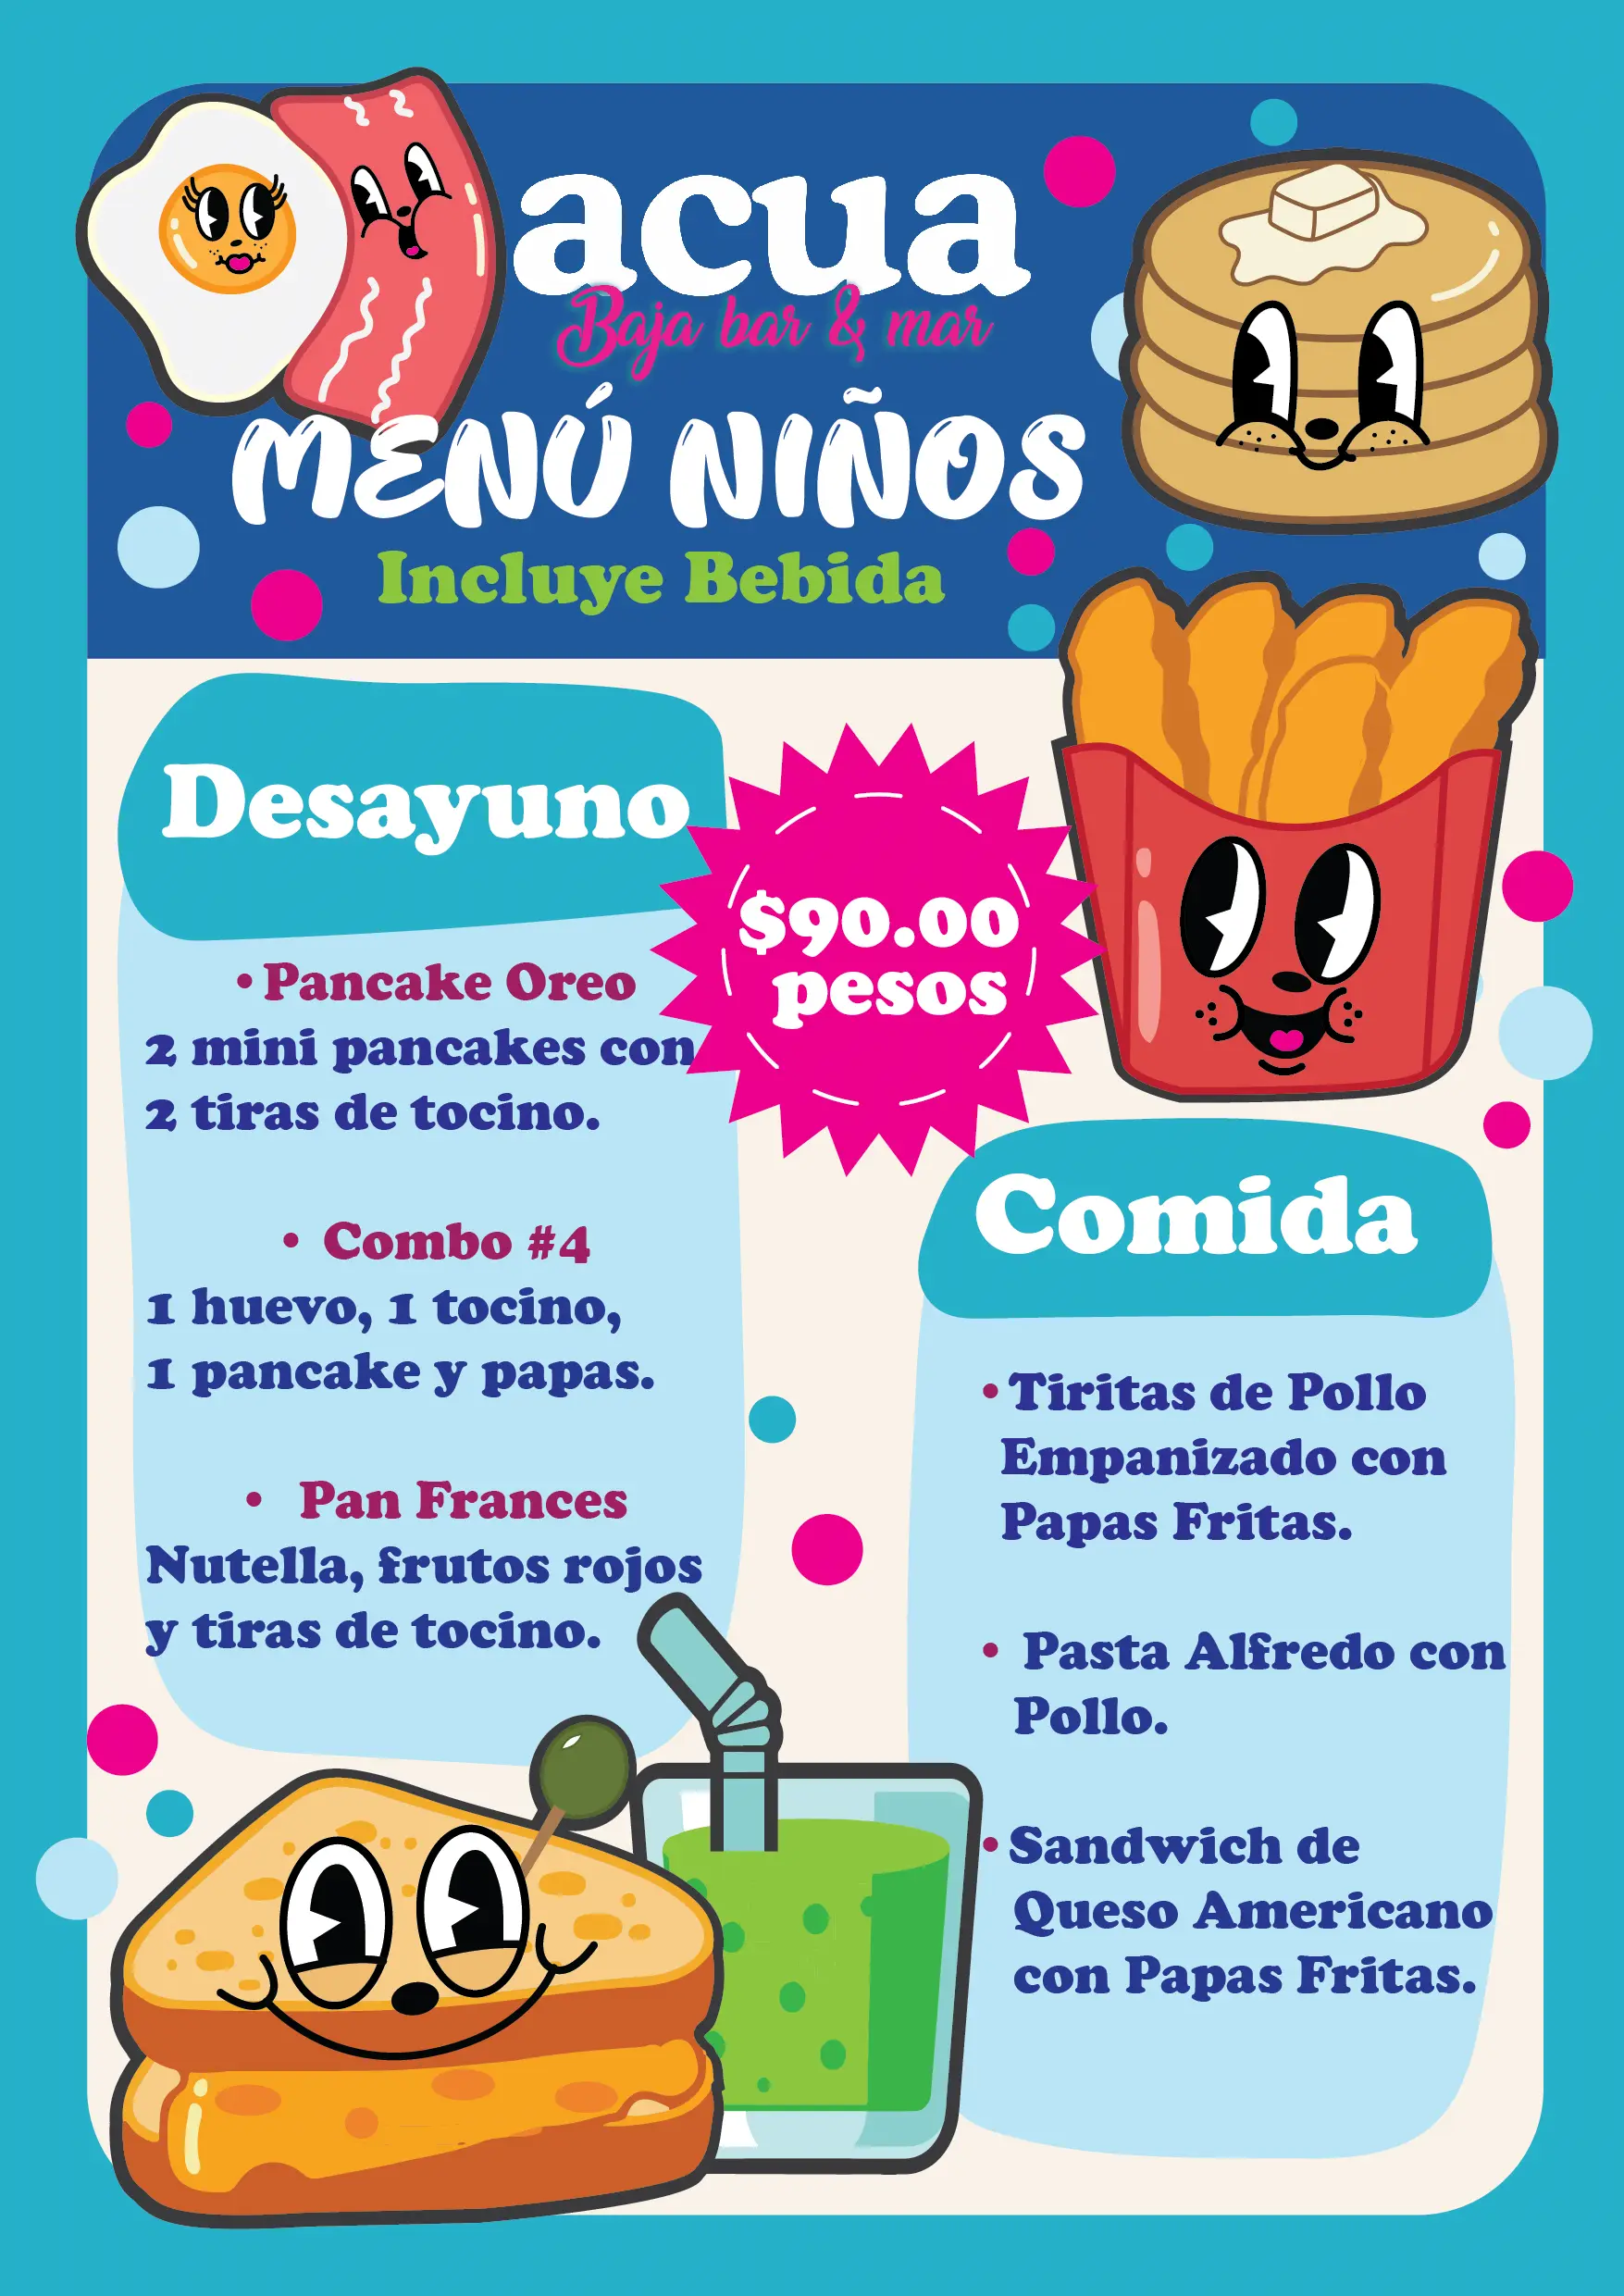 acua
Baja bar & mar
MENÚ NIÑOS
Incluye Bebida
Desayuno
$90.00
pesos
• Pancake Oreo
2 mini pancakes con
2 tiras de tocino.
• Combo #4
1 huevo, 1 tocino,
1 pancake y papas.
• Pan Frances
Nutella, frutos rojos
y tiras de tocino.
Comida
• Tiritas de Pollo
Empanizado con
Papas Fritas.
• Pasta Alfredo con
Pollo.
• Sandwich de
Queso Americano
con Papas Fritas.